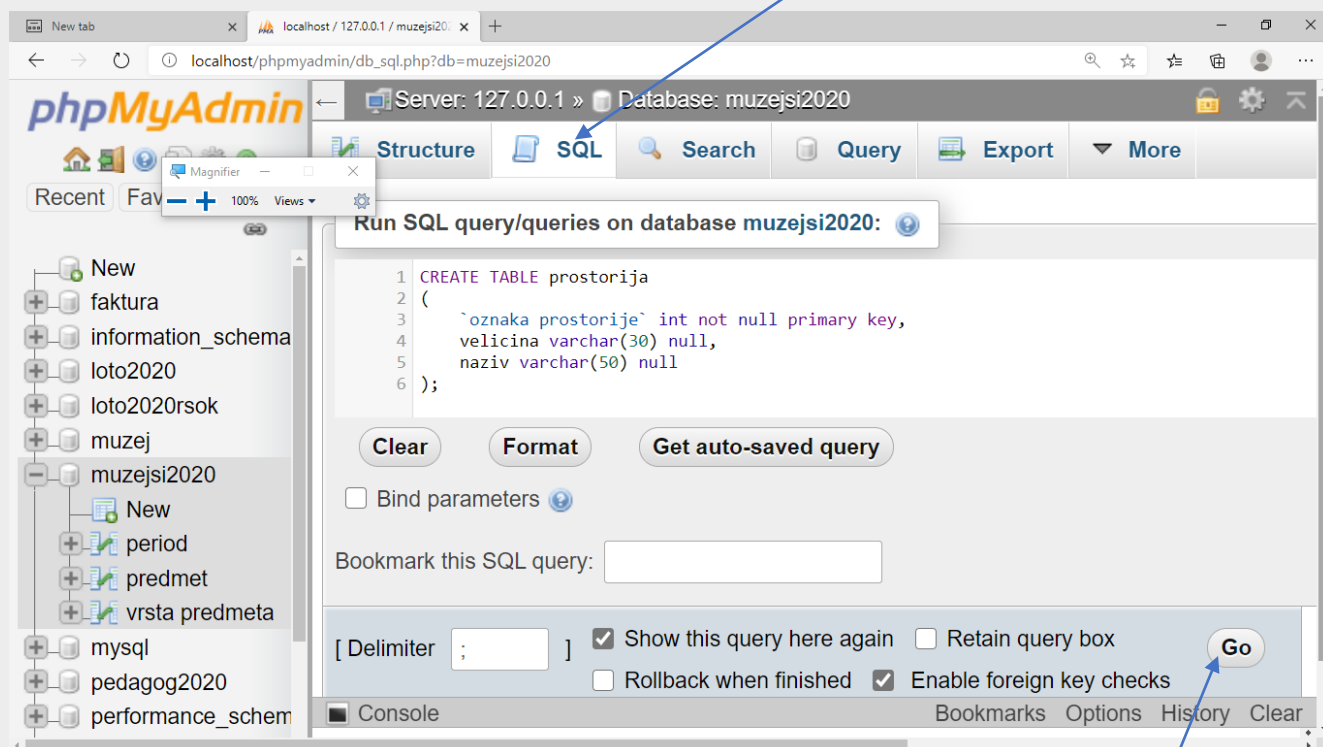 New tab
localhost / 127.0.0.1 / muzejsi202
localhost/phpmyadmin/db_sql.php?db=muzejsi2020
phpMyAdmin
Server: 127.0.0.1 » Database: muzejsi2020
Structure SQL Search Query Export More
Recent Fav
Magnifier
100% Views
Run SQL query/queries on database muzejsi2020:
1 CREATE TABLE prostorija
2 (
3 `oznaka prostorije` int not null primary key,
4 velicina varchar(30) null,
5 naziv varchar(50) null
6 );
New
faktura
information_schema
loto2020
loto2020rsok
muzej
muzejsi2020
New
period
predmet
vrsta predmeta
mysql
pedagog2020
performance_schem
Clear Format Get auto-saved query
Bind parameters
Bookmark this SQL query:
[ Delimiter ; ] Show this query here again Retain query box Go
Rollback when finished Enable foreign key checks
Console Bookmarks Options History Clear